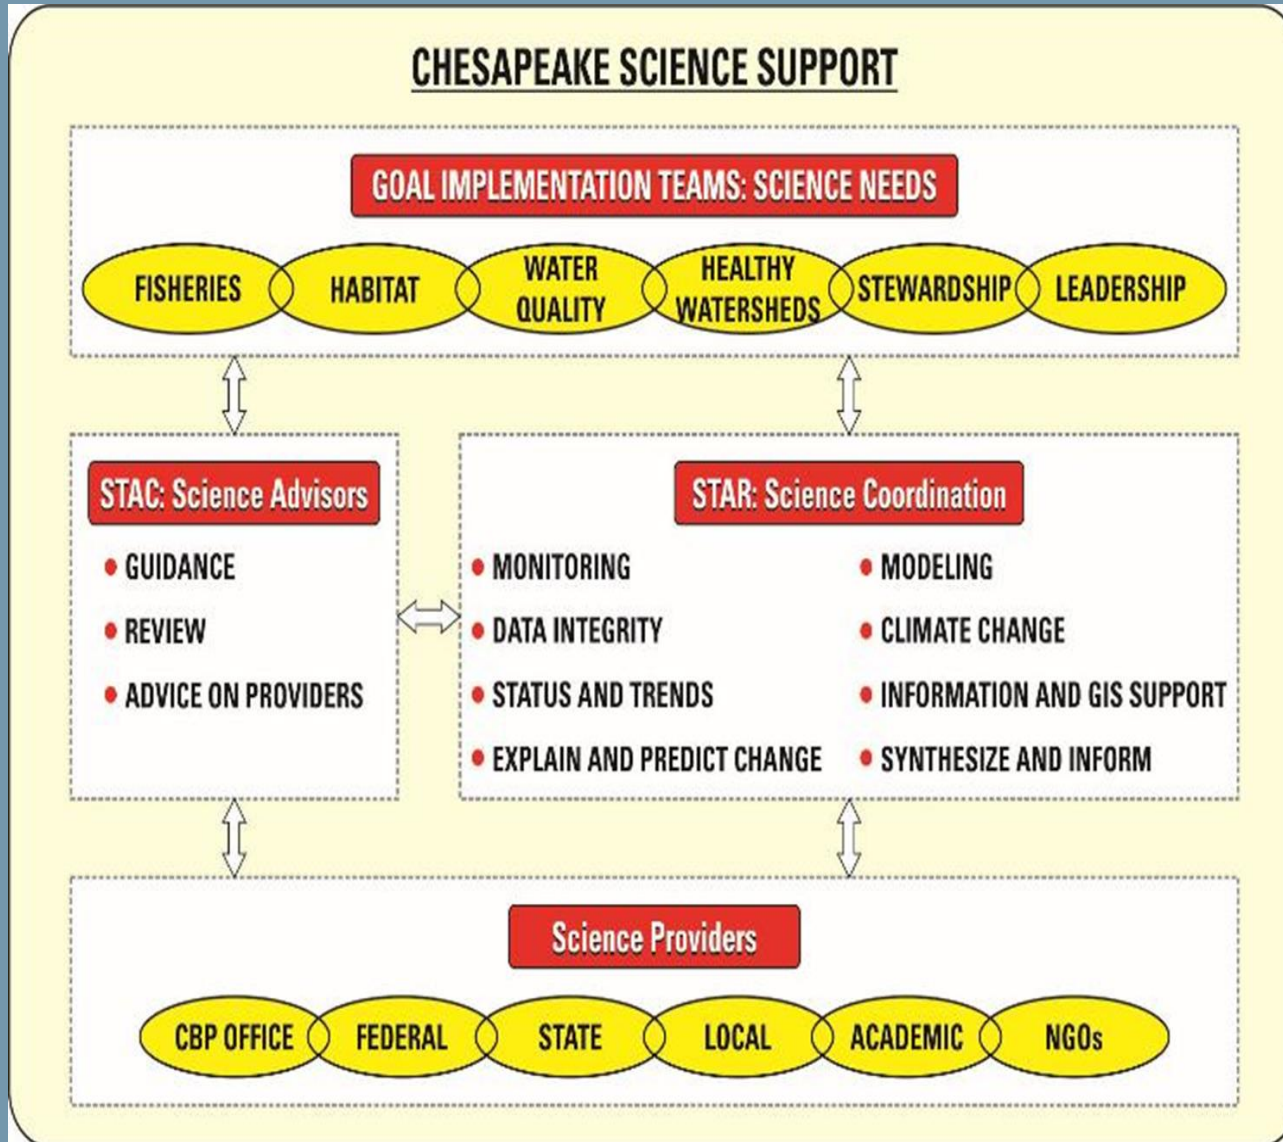 CHESAPEAKE SCIENCE SUPPORT
GOAL IMPLEMENTATION TEAMS: SCIENCE NEEDS
FISHERIES
HABITAT
WATER
QUALITY
HEALTHY
WATERSHEDS
STEWARDSHIP
LEADERSHIP
STAC: Science Advisors
GUIDANCE
REVIEW
ADVICE ON PROVIDERS
STAR: Science Coordination
MONITORING
DATA INTEGRITY
STATUS AND TRENDS
EXPLAIN AND PREDICT CHANGE
MODELING
CLIMATE CHANGE
INFORMATION AND GIS SUPPORT
SYNTHESIZE AND INFORM
Science Providers
CBP OFFICE
FEDERAL
STATE
LOCAL
ACADEMIC
NGOs